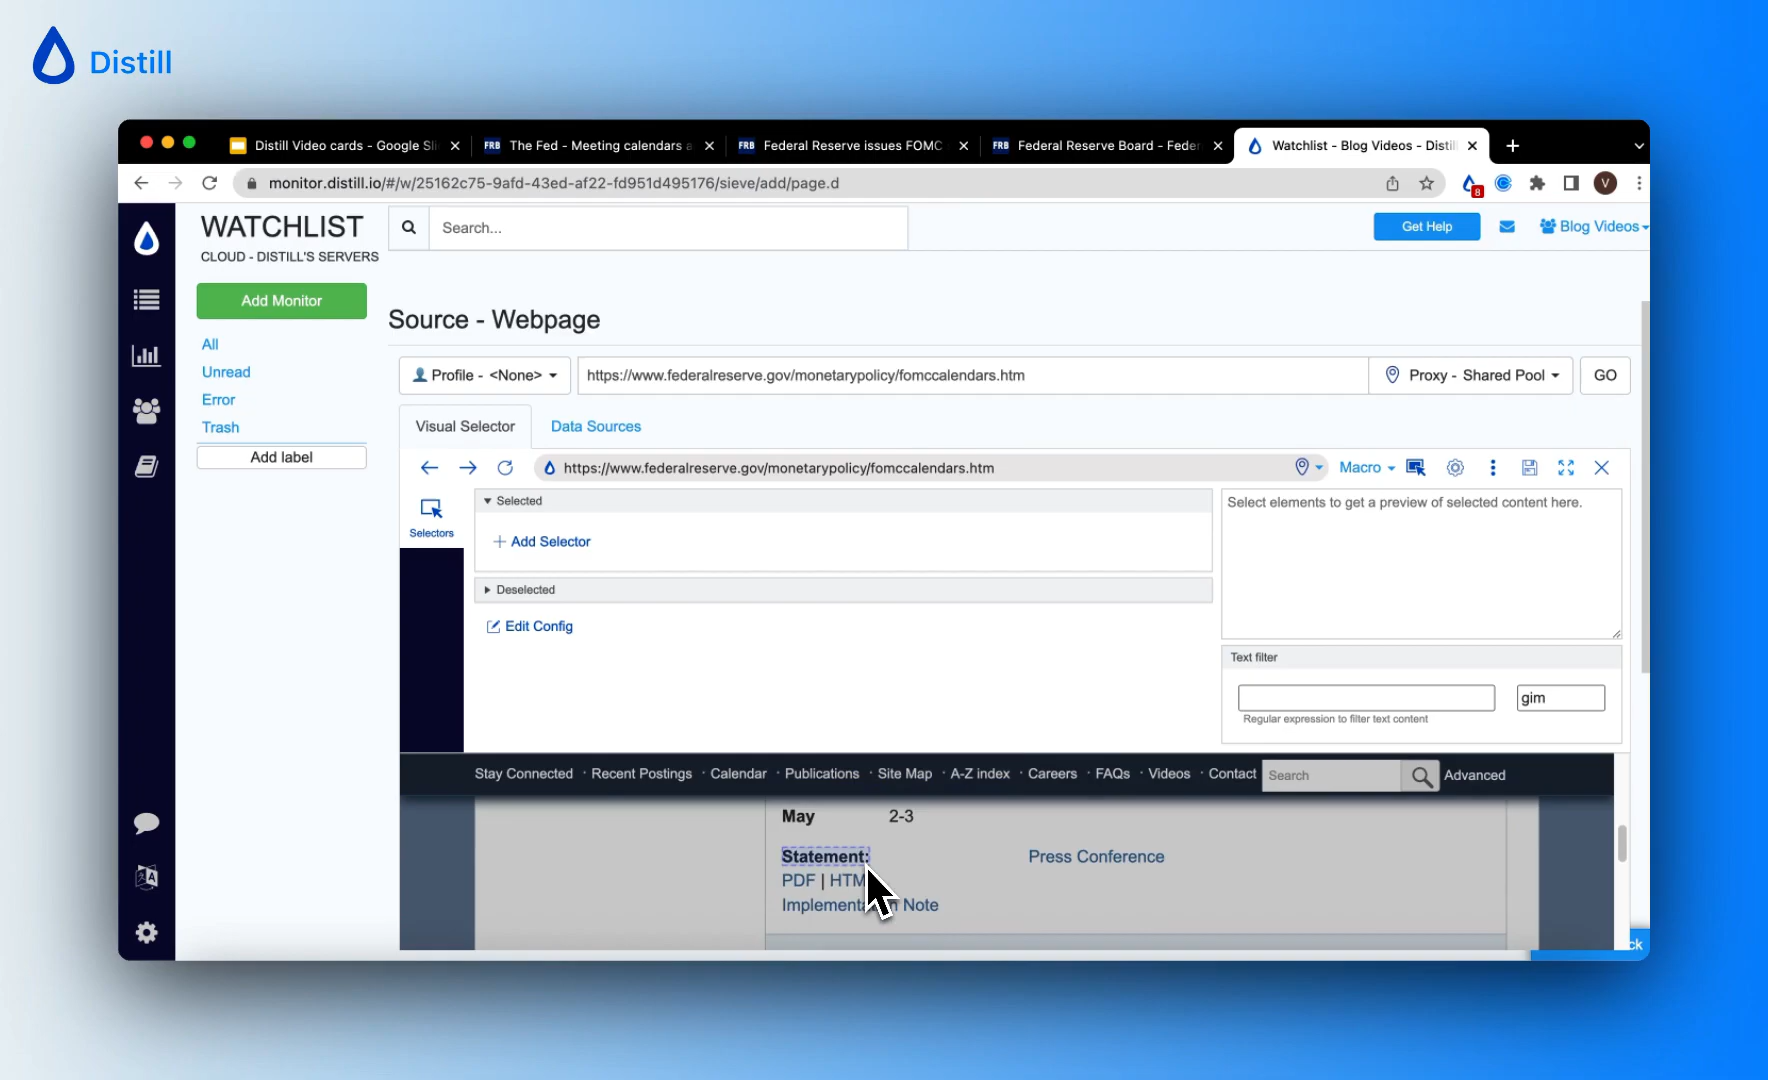 Distill
Distill Video cards - Google Sli
The Fed - Meeting calendars a
Federal Reserve issues FOMC
Federal Reserve Board - Feder
Watchlist - Blog Videos - Distil
monitor.distill.io/#/w/25162c75-9afd-43ed-af22-fd951d495176/sieve/add/page.d
8
V
WATCHLIST
CLOUD - DISTILL'S SERVERS
Search...
Get Help
Blog Videos
Add Monitor
All
Unread
Error
Trash
Add label
Source - Webpage
Profile - <None>
https://www.federalreserve.gov/monetarypolicy/fomccalendars.htm
Proxy - Shared Pool
GO
Visual Selector
Data Sources
https://www.federalreserve.gov/monetarypolicy/fomccalendars.htm
Macro
Selectors
Selected
Add Selector
Deselected
Edit Config
Select elements to get a preview of selected content here.
Text filter
gim
Regular expression to filter text content
Stay Connected · Recent Postings · Calendar · Publications · Site Map · A-Z index · Careers · FAQs · Videos · Contact Search Advanced
May 2-3
Statement: Press Conference
PDF | HTM
Implementa n Note
ck
FRB
FRB
FRB